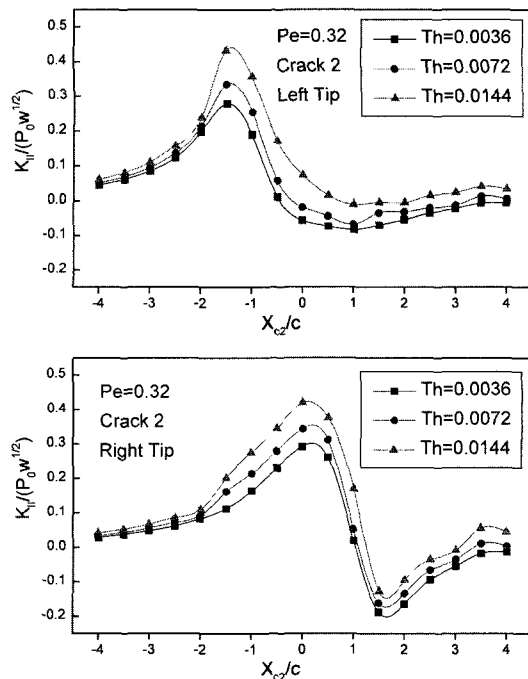 0.5
0.4
0.3
0.2
0.1
0.0
-0.1
-0.2
K_II/(P_0w^1/2)
Pe=0.32
Crack 2
Left Tip
Th=0.0036
Th=0.0072
Th=0.0144
-4 -3 -2 -1 0 1 2 3 4
X_c2/c
0.5
0.4
0.3
0.2
0.1
0.0
-0.1
-0.2
K_II/(P_0w^1/2)
Pe=0.32
Crack 2
Right Tip
Th=0.0036
Th=0.0072
Th=0.0144
-4 -3 -2 -1 0 1 2 3 4
X_c2/c